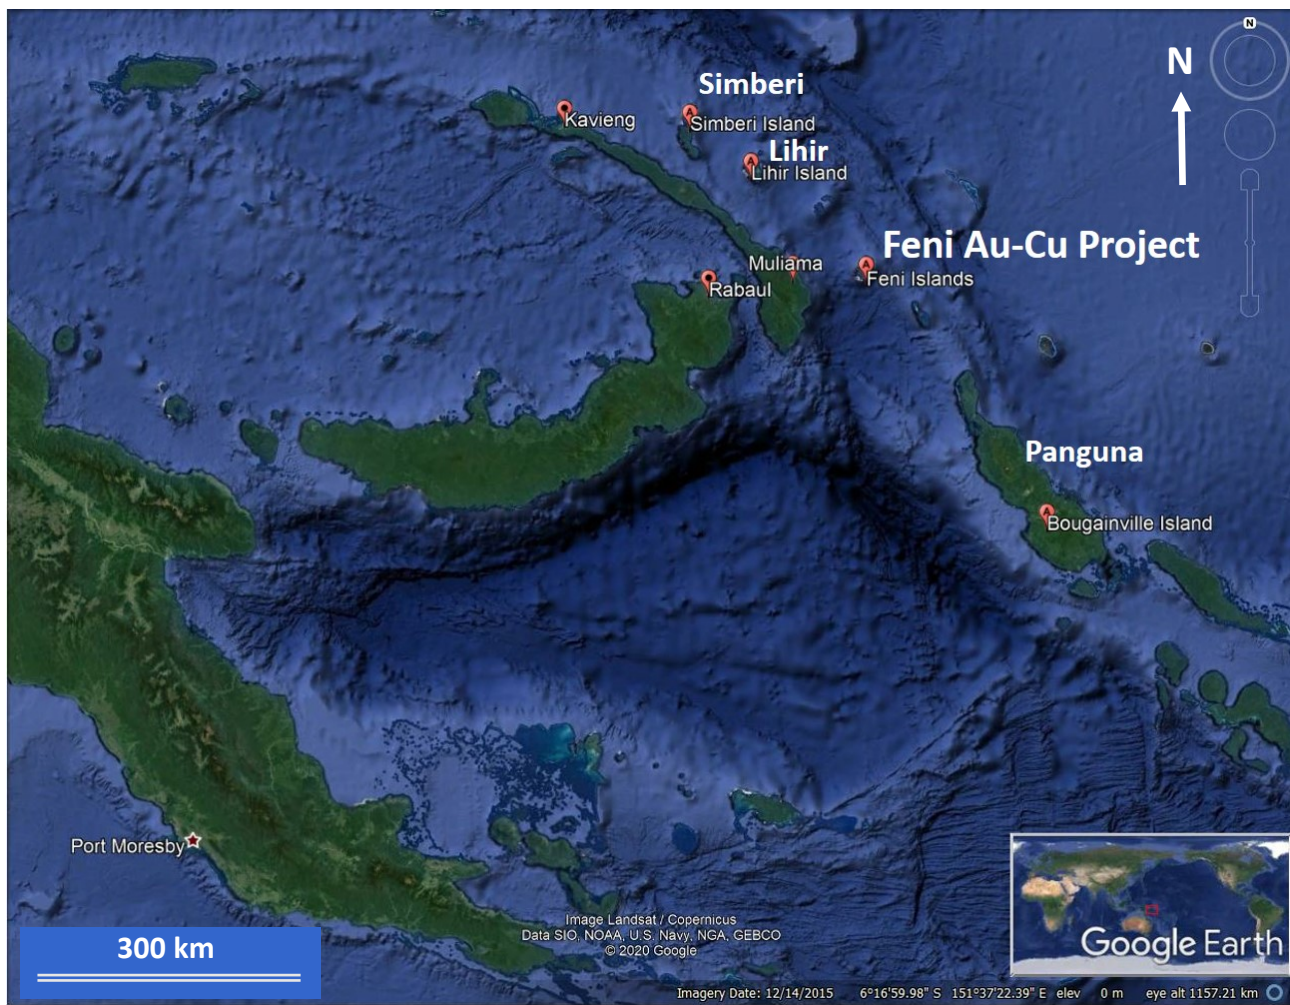 N
N
Simberi
Kavieng
Simberi Island
Lihir
Lihir Island
Feni Au-Cu Project
Muliama
Feni Islands
Rabaul
Panguna
Bougainville Island
Port Moresby
Image Landsat / Copernicus
Data SIO, NOAA, U.S. Navy, NGA, GEBCO
© 2020 Google
300 km
Google Earth
Imagery Date: 12/14/2015 6°16'59.98" S 151°37'22.39" E elev 0 m eye alt 1157.21 km